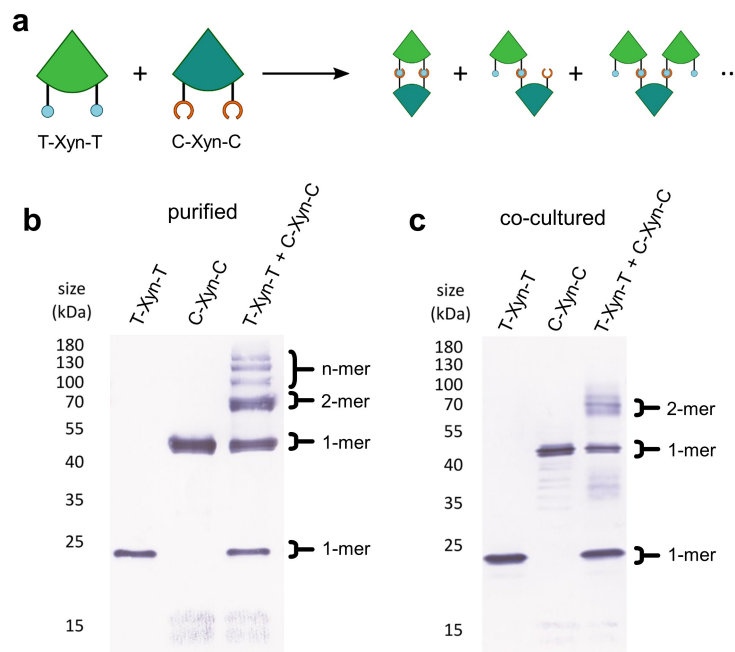 a
+
+
+
..
T-Xyn-T
C-Xyn-C
b
purified
size
(kDa)
T-Xyn-T
C-Xyn-C
T-Xyn-T + C-Xyn-C
180
130
100
70
55
40
35
25
15
n-mer
2-mer
1-mer
1-mer
c
co-cultured
size
(kDa)
T-Xyn-T
C-Xyn-C
T-Xyn-T + C-Xyn-C
180
130
100
70
55
40
35
25
15
2-mer
1-mer
1-mer